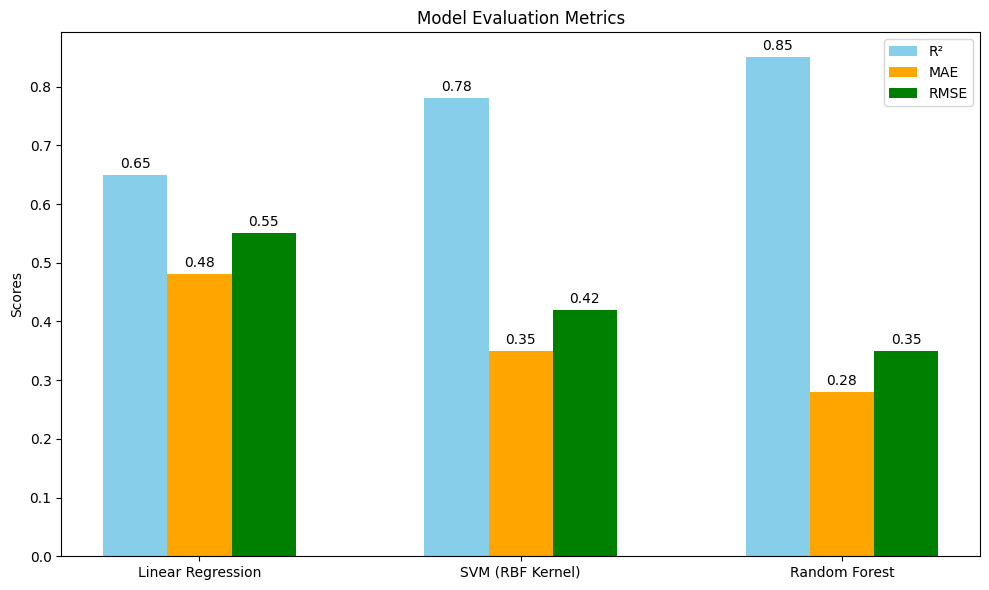 Model Evaluation Metrics
R²
MAE
RMSE
Scores
0.8
0.7
0.6
0.5
0.4
0.3
0.2
0.1
0.0
0.65
0.48
0.55
0.78
0.35
0.42
0.85
0.28
0.35
Linear Regression
SVM (RBF Kernel)
Random Forest